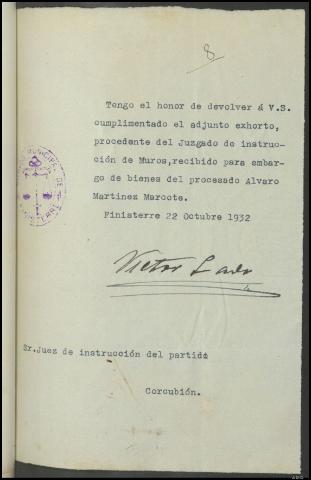 8
Tengo el honor de devolver á V.S.
cumplimentado el adjunto exhorto,
procedente del Juzgado de instruc-
ción de Muros,recibido para embar-
go de bienes del procesado Alvaro
Martinez Marcote.
Finisterre 22 Octubre 1932
Victor Lado
Sr.Juez de instrucción del partido
Corcubión.